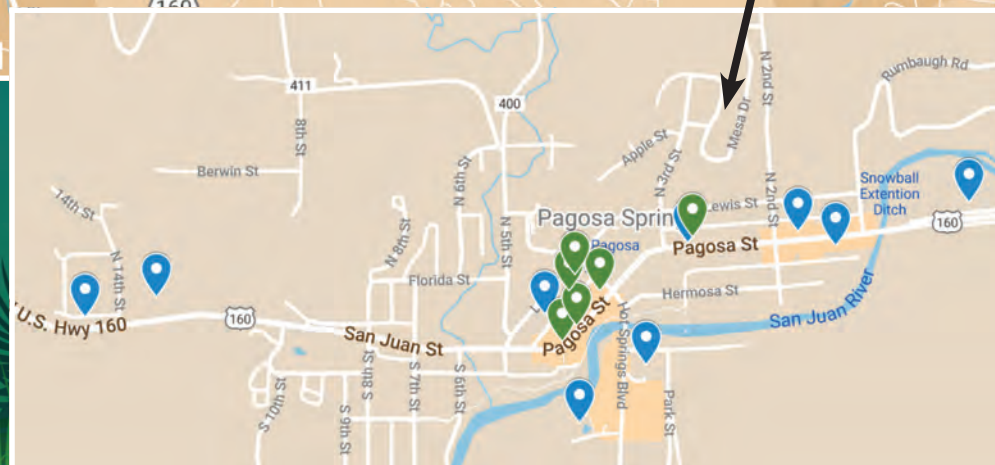 160
Rumbaugh Rd
N 2nd St
411
400
Mesa Dr
8th St
Apple St
Berwin St
N 6th St
N 3rd St
Snowball
Extention
Ditch
14th St
N 2nd St
Lewis St
Pagosa Sprin
160
N 8th St
N 5th St
Pagosa
Pagosa St
N 14th St
Florida St
Hermosa St
U.S. Hwy 160
160
San Juan St
Pagosa St
Hot Springs Blvd
San Juan River
S 10th St
S 9th St
S 8th St
S 7th St
S 6th St
Park St